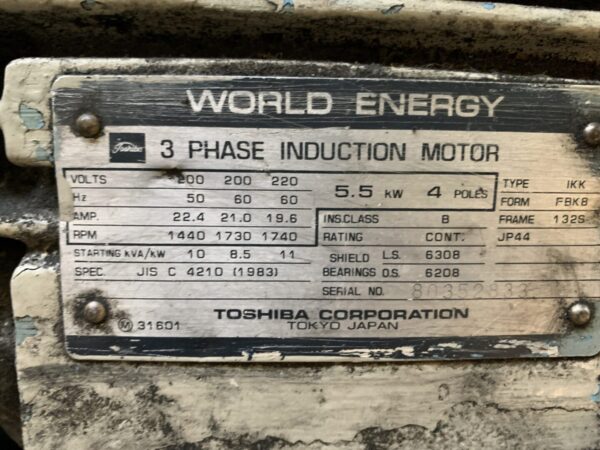 WORLD ENERGY
Toshiba 3 PHASE INDUCTION MOTOR
VOLTS 200 200 220
Hz 50 60 60
AMP. 22.4 21.0 19.6
RPM 1440 1730 1740
STARTING kVA/kW 10 8.5 11
SPEC. JIS C 4210 (1983)
5.5 kW 4 POLES
INS.CLASS B
RATING CONT.
SHIELD L.S. 6308
BEARINGS O.S. 6208
SERIAL NO.
TYPE IKK
FORM FBK8
FRAME 132S
JP44
M 31601
TOSHIBA CORPORATION
TOKYO JAPAN